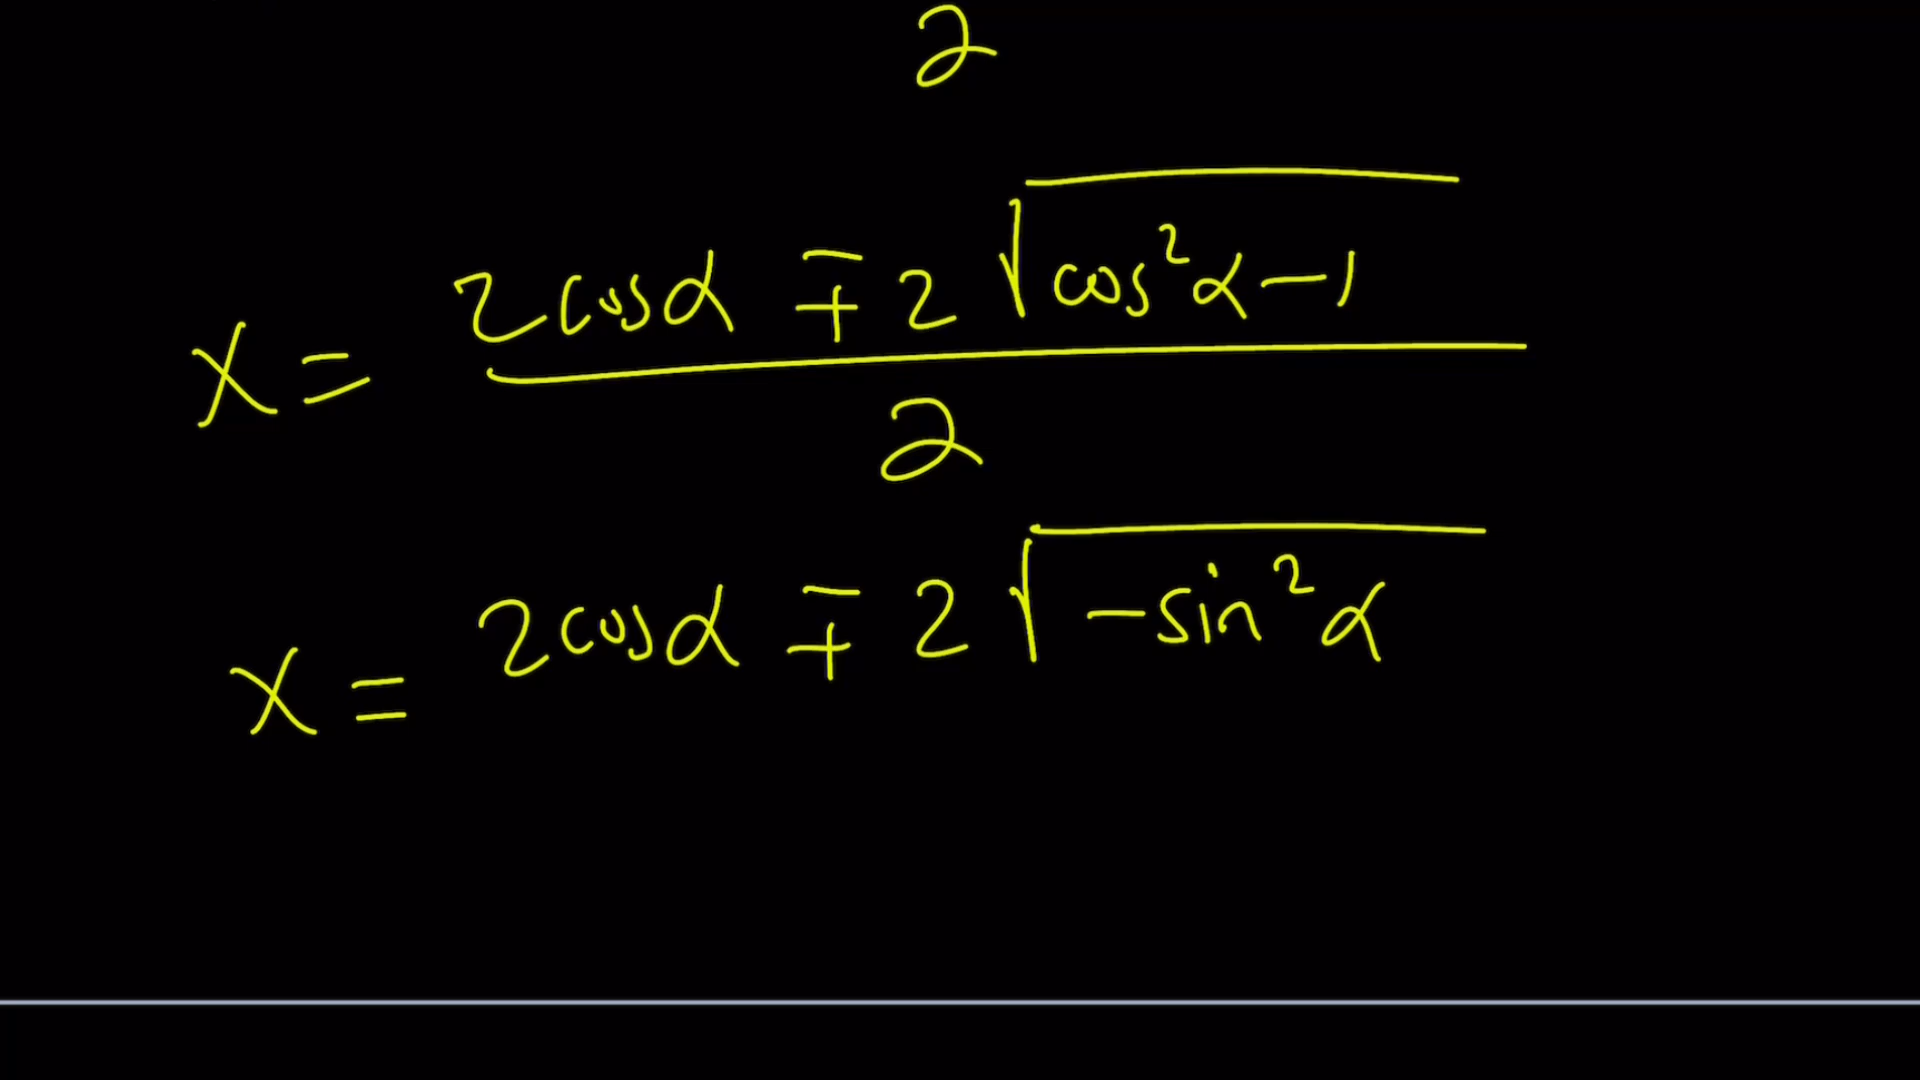 2
x = 2cosα ∓ 2√cos²α-1
2
x = 2cosα ∓ 2√-sin²α